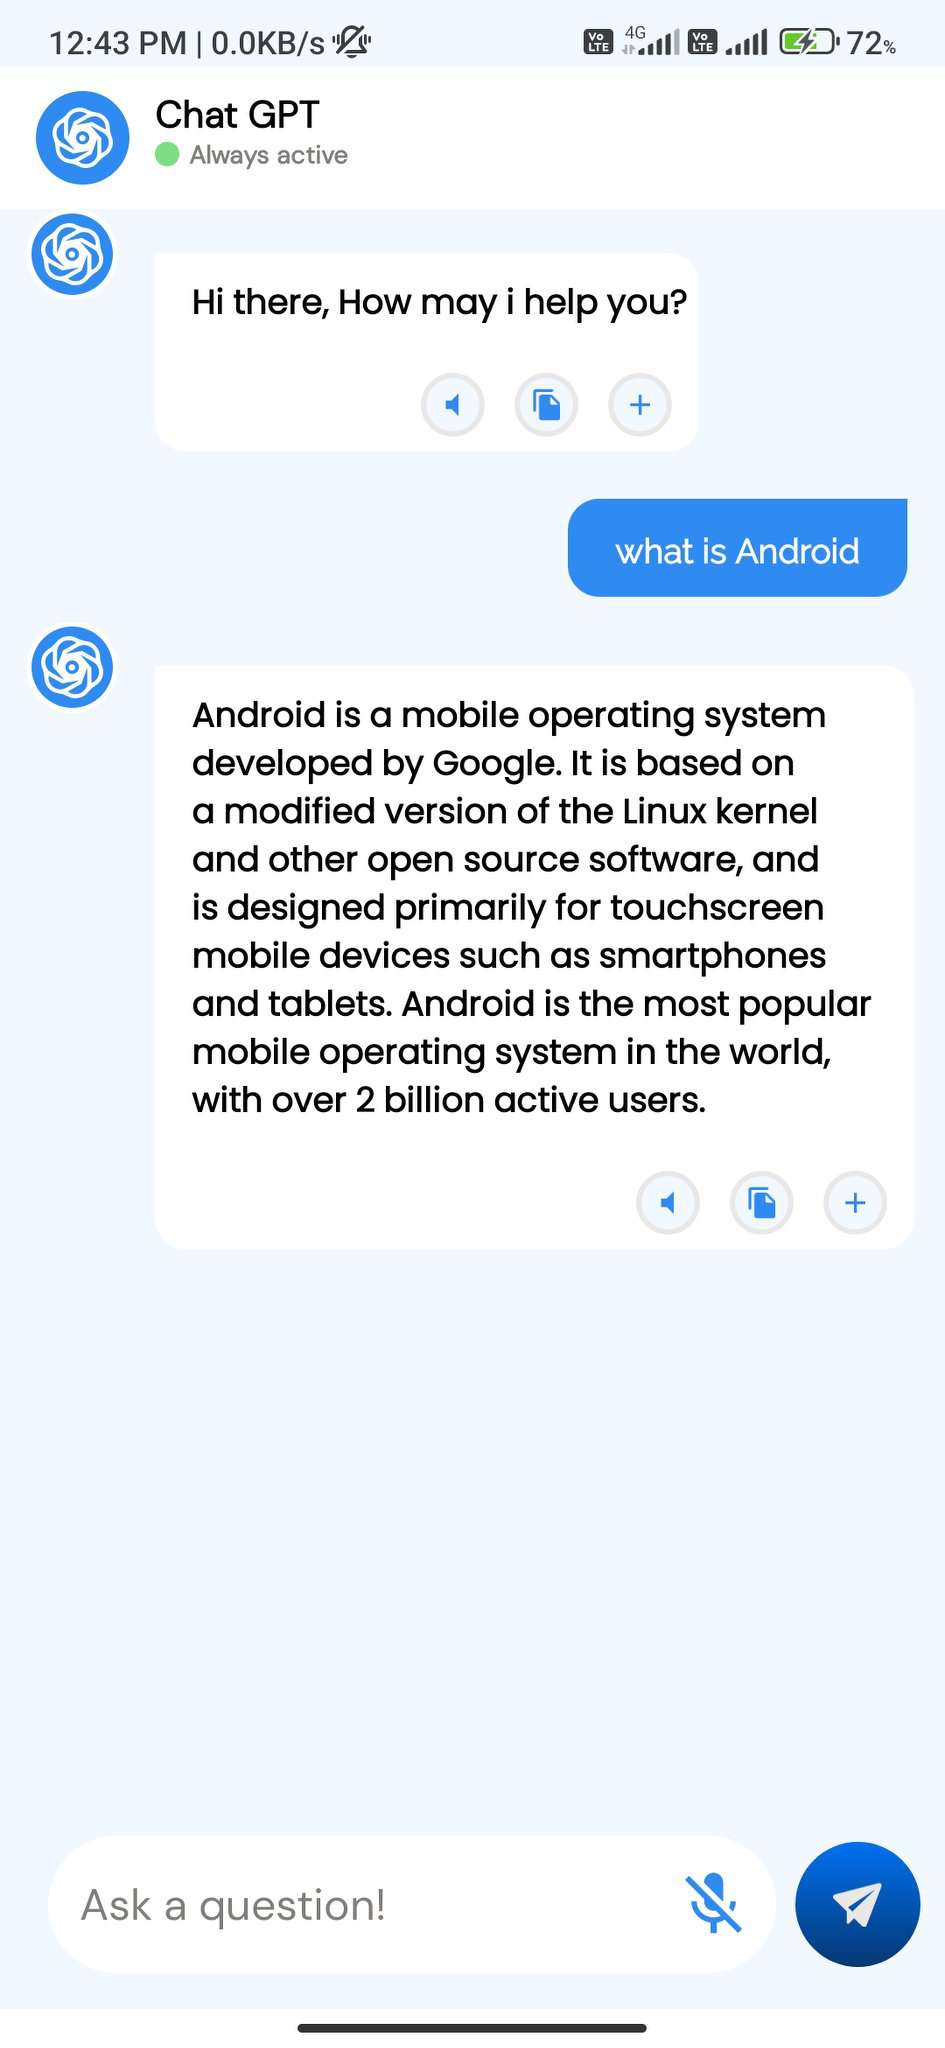 12:43 PM | 0.0KB/s Vo LTE 4G Vo LTE 72%
Chat GPT
Always active
Hi there, How may i help you?
what is Android
Android is a mobile operating system
developed by Google. It is based on
a modified version of the Linux kernel
and other open source software, and
is designed primarily for touchscreen
mobile devices such as smartphones
and tablets. Android is the most popular
mobile operating system in the world,
with over 2 billion active users.
Ask a question!